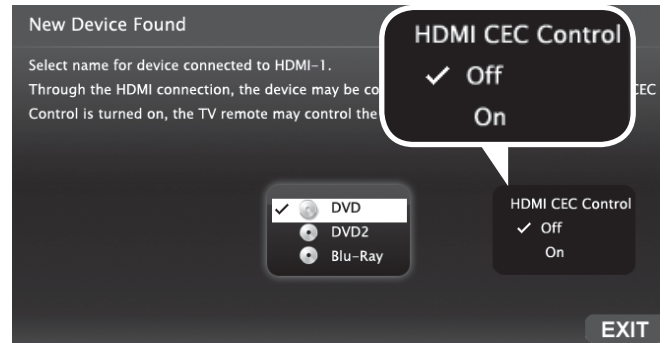 New Device Found
Select name for device connected to HDMI-1.
Through the HDMI connection, the device may be co
CEC
Control is turned on, the TV remote may control the
HDMI CEC Control
✓ Off
On
✓ DVD
DVD2
Blu-Ray
HDMI CEC Control
✓ Off
On
EXIT